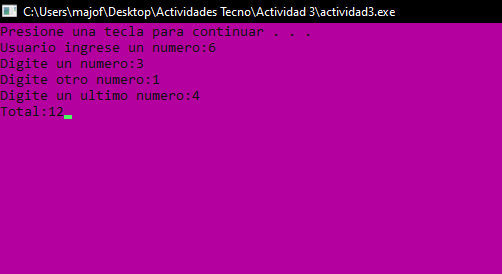 C:\Users\majof\Desktop\Actividades Tecno\Actividad 3\actividad3.exe
Presione una tecla para continuar . . .
Usuario ingrese un numero:6
Digite un numero:3
Digite otro numero:1
Digite un ultimo numero:4
Total:12